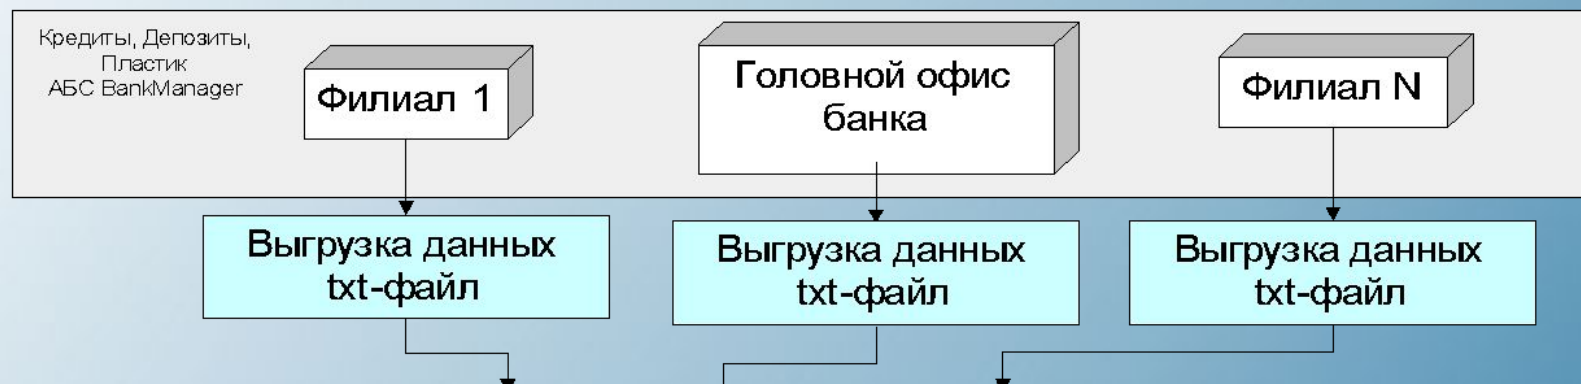 Кредиты, Депозиты,
Пластик
АБС BankManager
Филиал 1
Головной офис
банка
Филиал N
Выгрузка данных
txt-файл
Выгрузка данных
txt-файл
Выгрузка данных
txt-файл